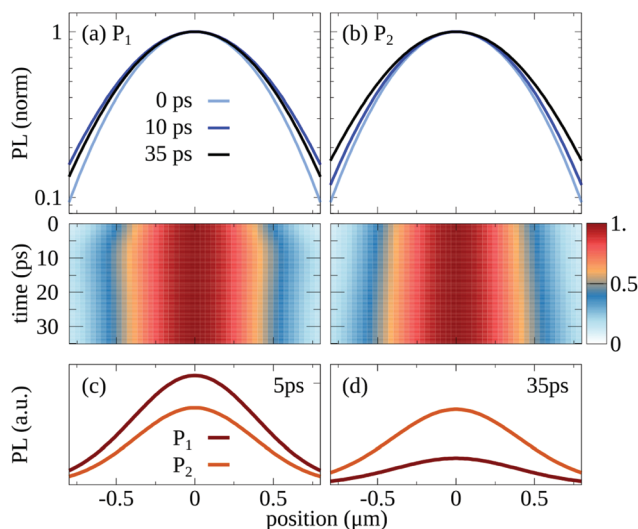 (a) P1
(b) P2
PL (norm)
1
0.1
0 ps
10 ps
35 ps
time (ps)
0
10
20
30
1.
0.5
0
(c)
5ps
(d)
35ps
PL (a.u.)
P1
P2
-0.5
0
0.5
-0.5
0
0.5
position (μm)